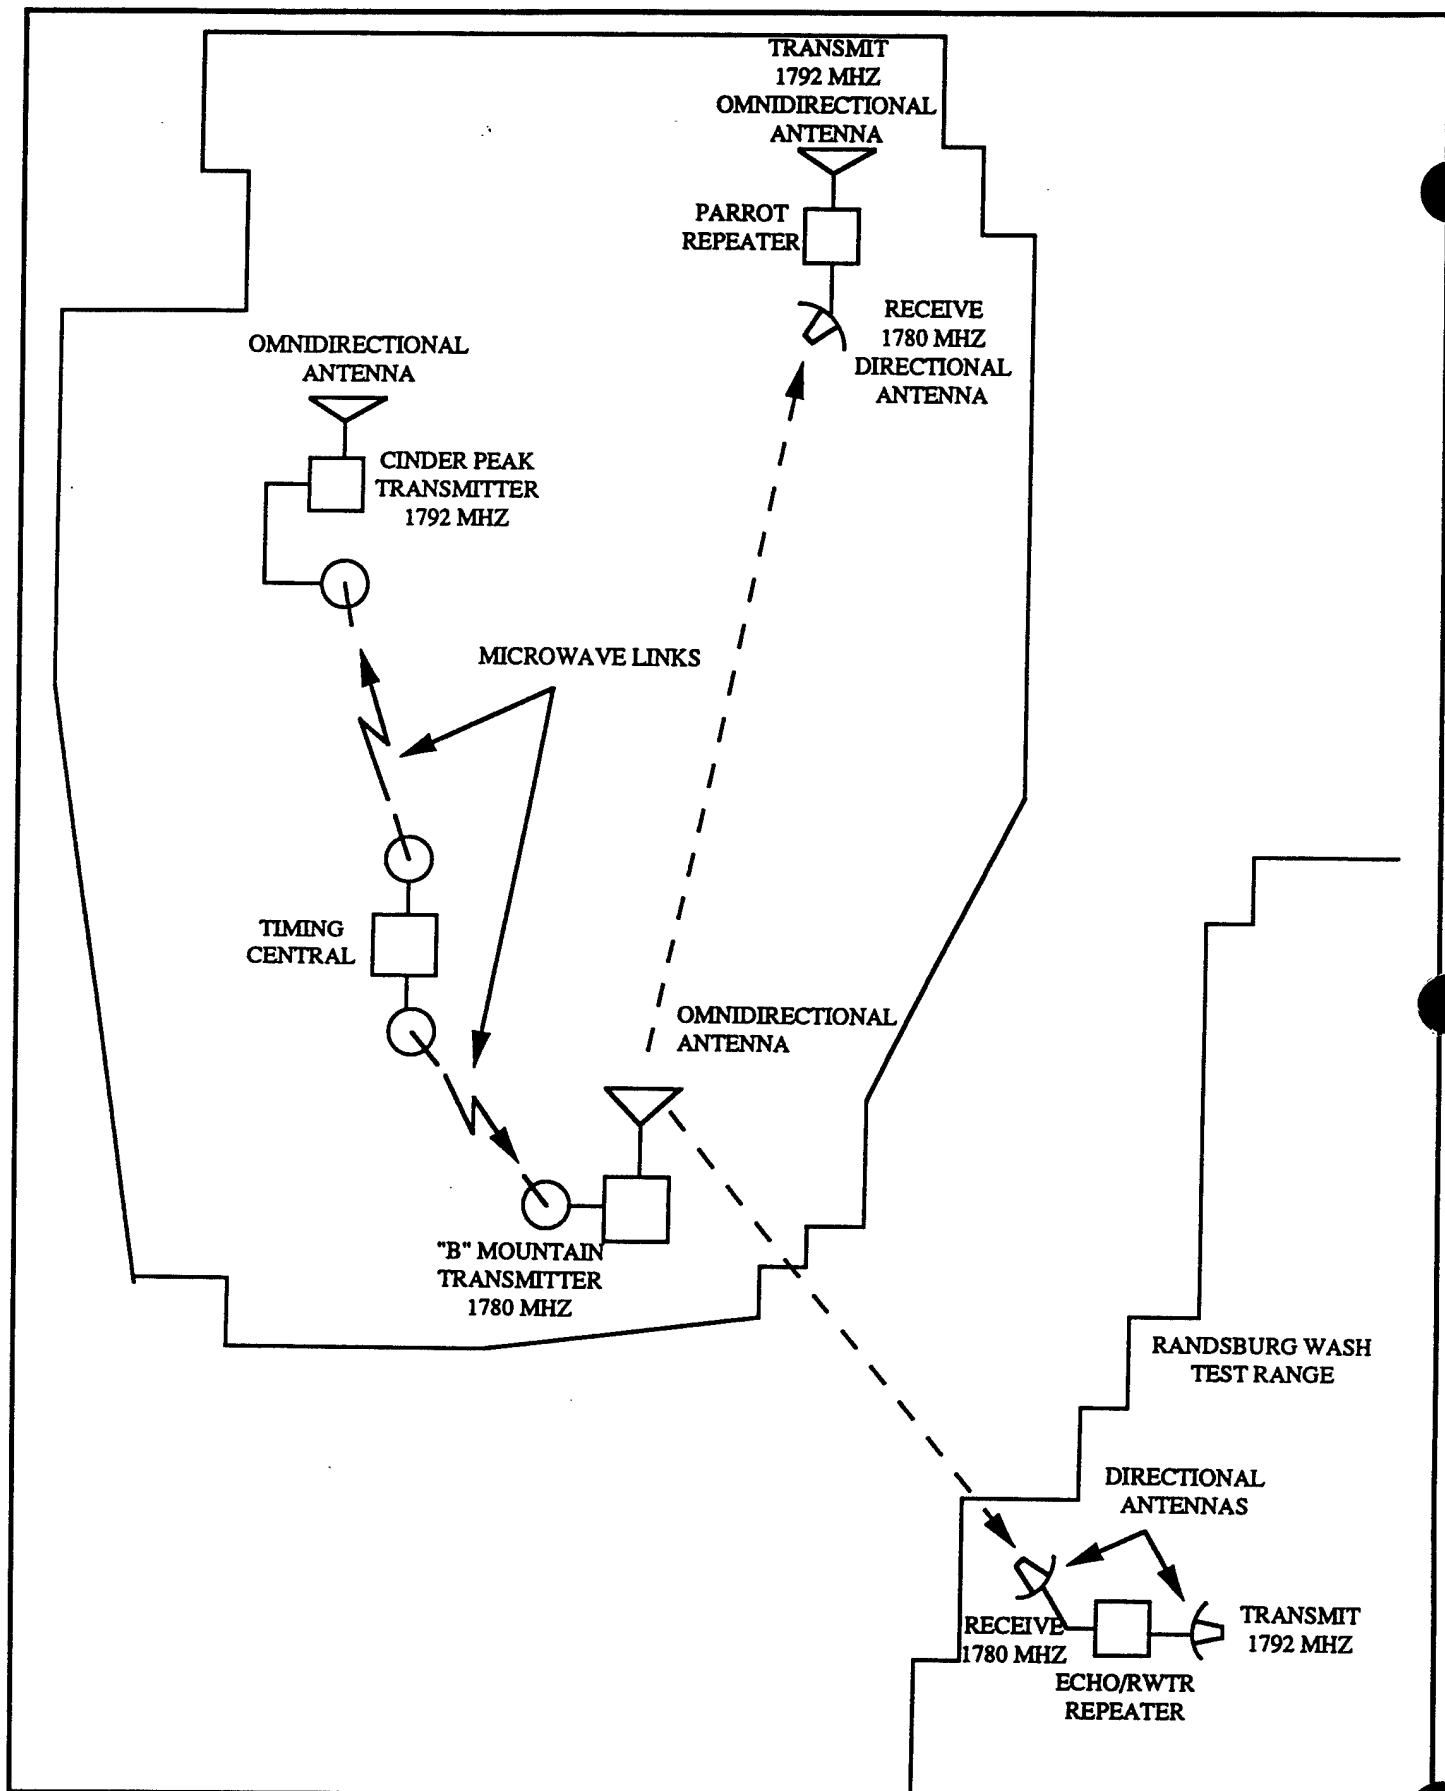 TRANSMIT
1792 MHZ
OMNIDIRECTIONAL
ANTENNA
PARROT
REPEATER
RECEIVE
1780 MHZ
DIRECTIONAL
ANTENNA
OMNIDIRECTIONAL
ANTENNA
CINDER PEAK
TRANSMITTER
1792 MHZ
MICROWAVE LINKS
TIMING
CENTRAL
OMNIDIRECTIONAL
ANTENNA
"B" MOUNTAIN
TRANSMITTER
1780 MHZ
RANDSBURG WASH
TEST RANGE
DIRECTIONAL
ANTENNAS
RECEIVE
1780 MHZ
TRANSMIT
1792 MHZ
ECHO/RWTR
REPEATER